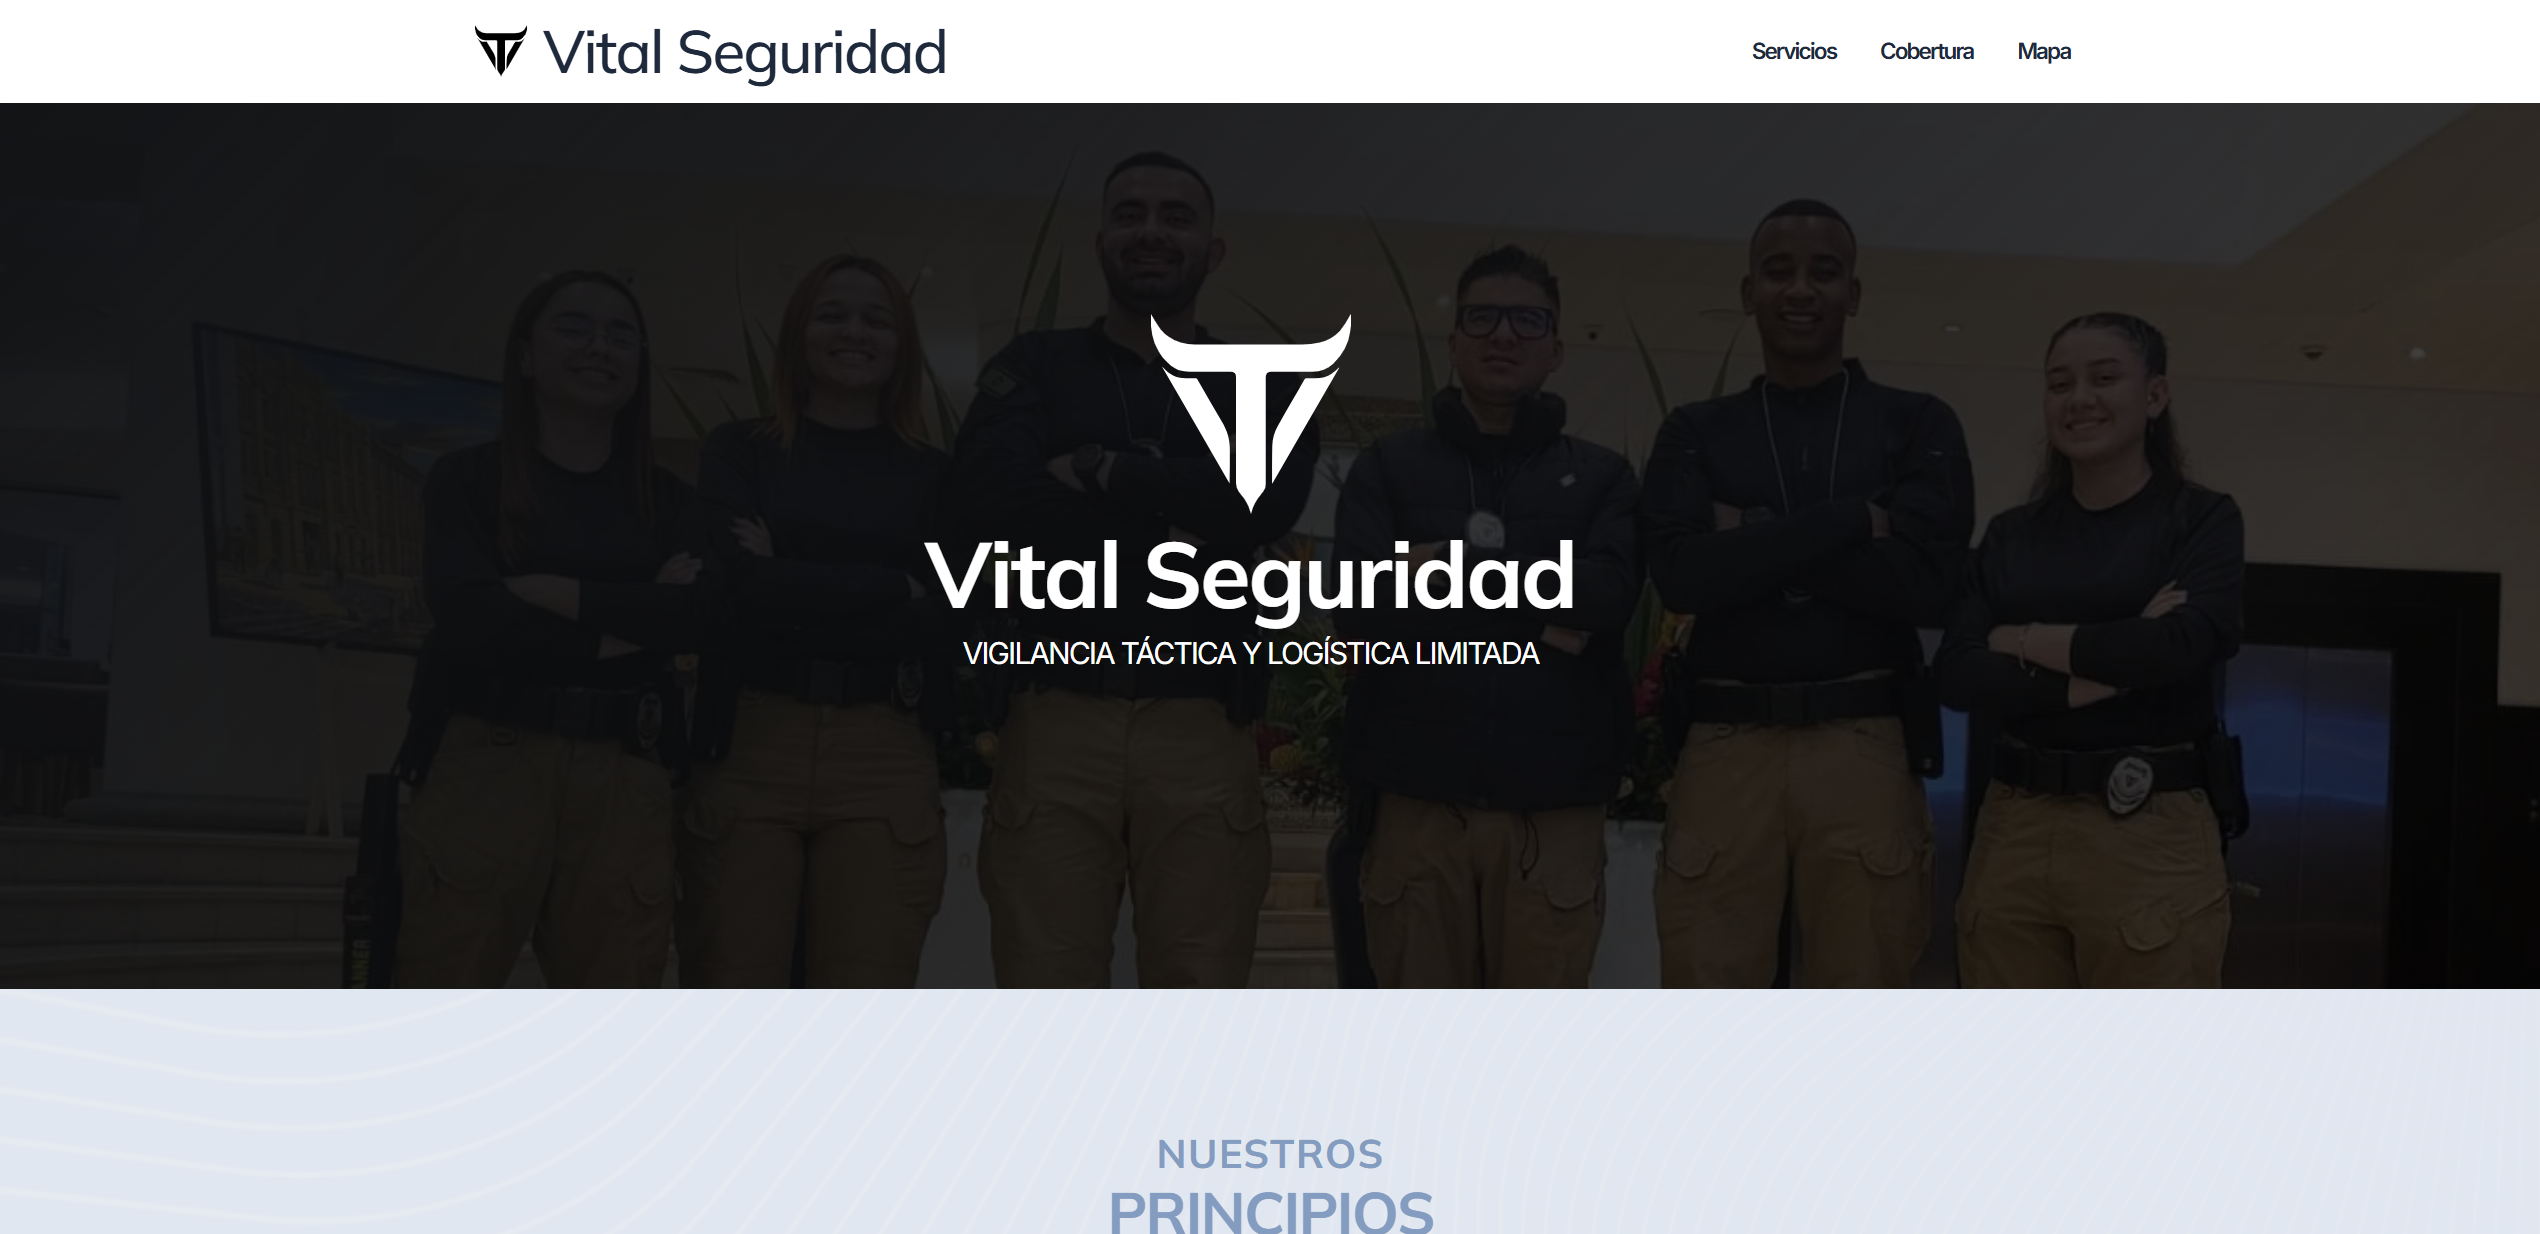 Vital Seguridad
Servicios
Cobertura
Mapa
Vital Seguridad
VIGILANCIA TÁCTICA Y LOGÍSTICA LIMITADA
NUESTROS
PRINCIPIOS